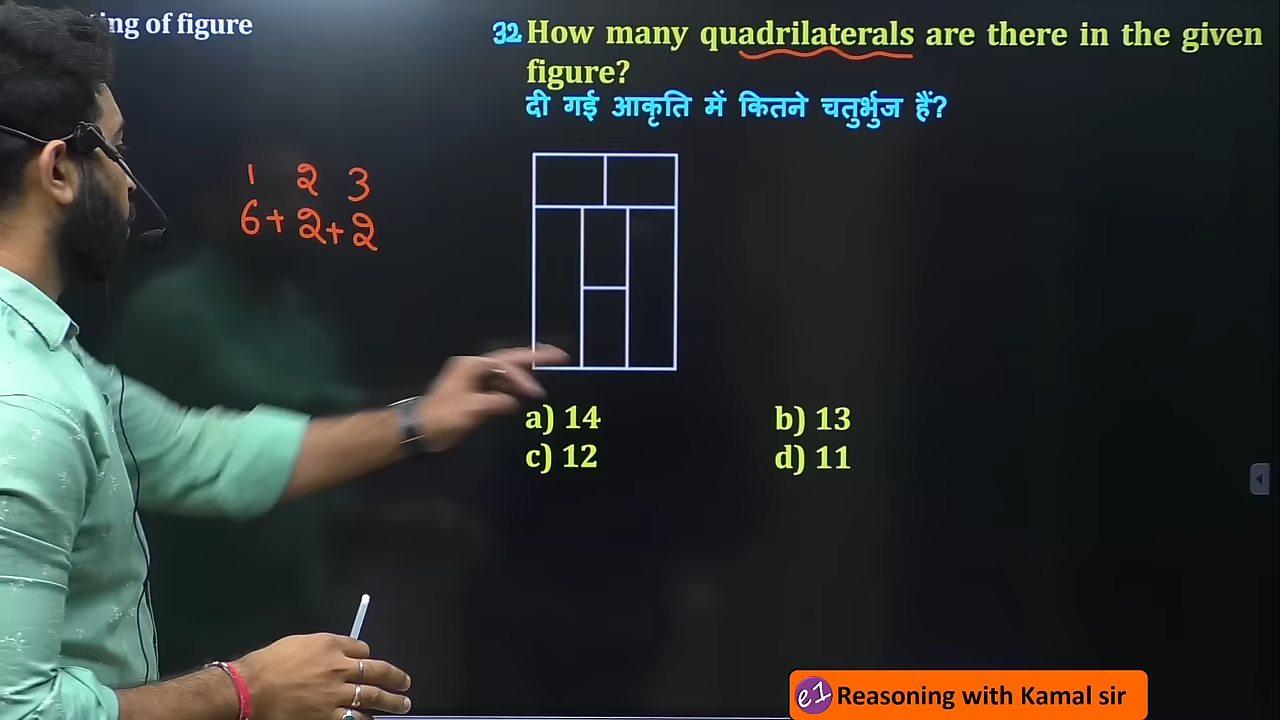 ing of figure
32 How many quadrilaterals are there in the given
figure?
दी गई आकृति में कितने चतुर्भुज हैं?
1 2 3
6+2+2
a) 14 b) 13
c) 12 d) 11
e1 Reasoning with Kamal sir